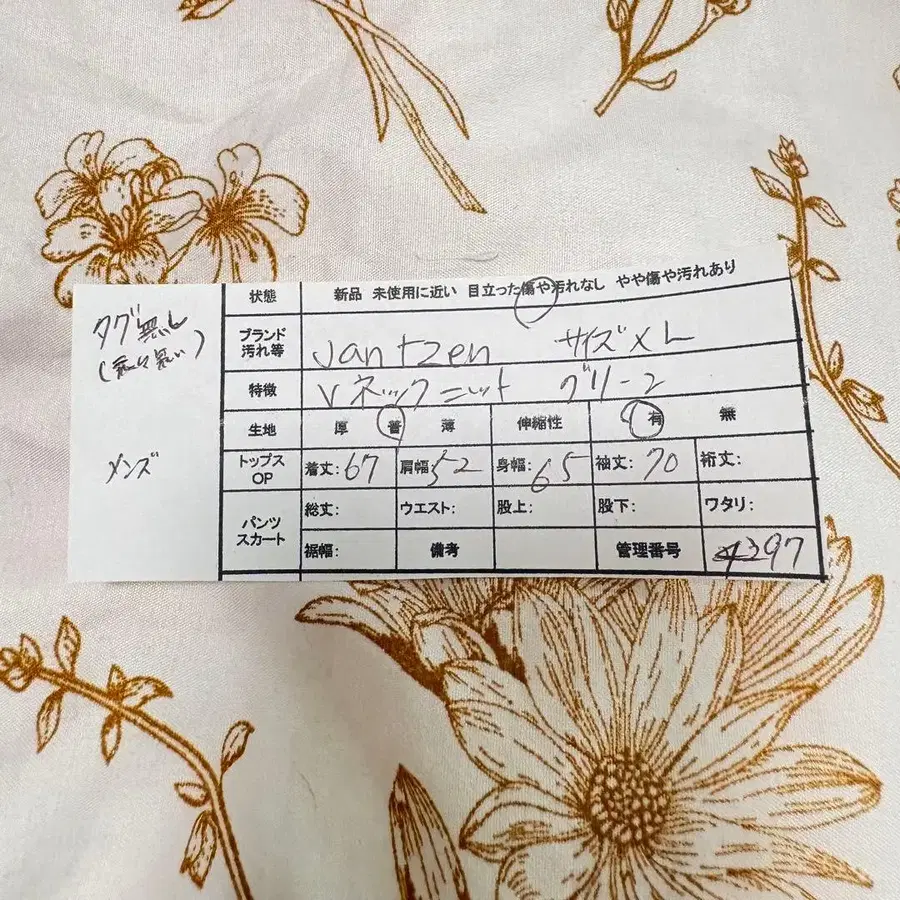 状態 新品 未使用に近い 目立った傷や汚れなし やや傷や汚れあり
タグ無し
ブランド 汚れ等 Jantzen サイズXL
特徴 Vネックニット グリーン
生地 厚 普 薄 伸縮性 有 無
メンズ
トップス OP 着丈:67 肩幅:52 身幅:65 袖丈:70 裄丈:
パンツ スカート 総丈: ウエスト: 股上: 股下: ワタリ:
裾幅: 備考 管理番号 397